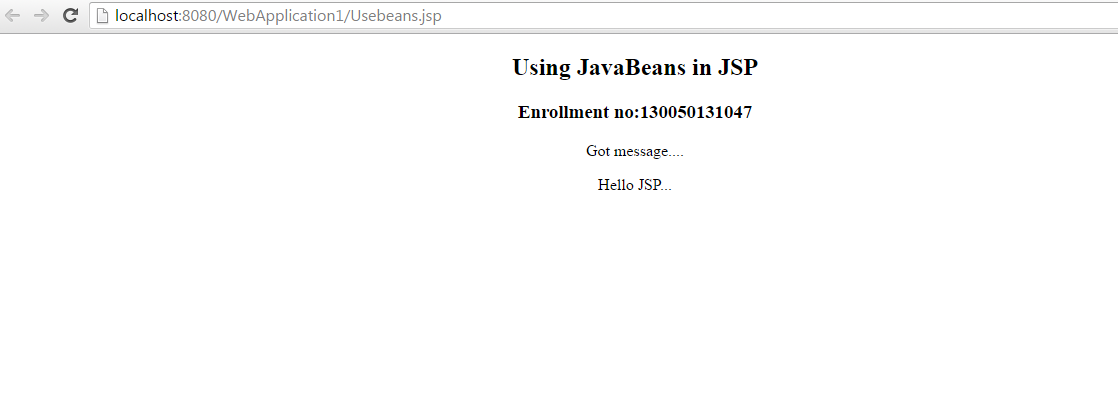 localhost:8080/WebApplication1/Usebeans.jsp
Using JavaBeans in JSP
Enrollment no:130050131047
Got message....
Hello JSP...